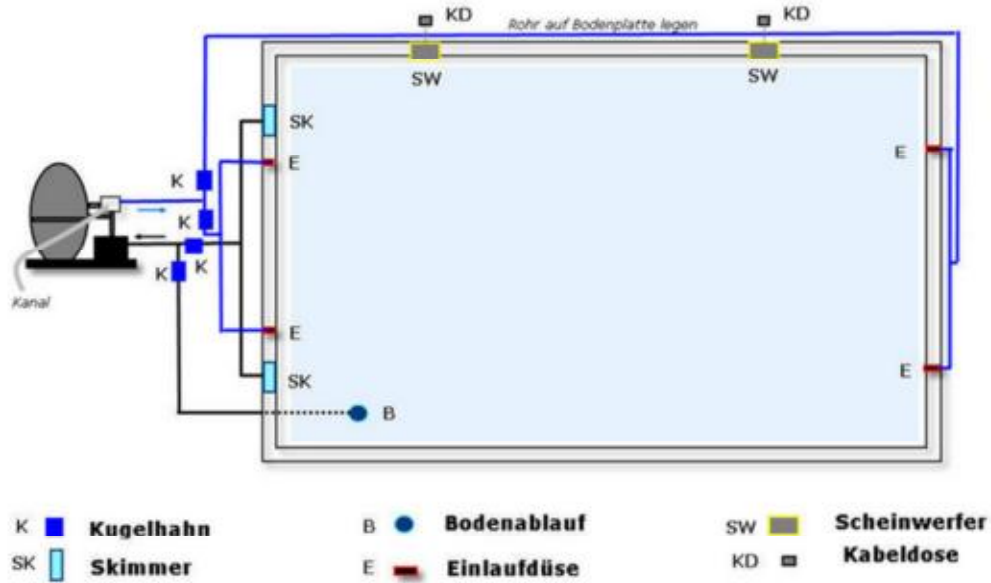 KD
KD
Rohr auf Bodenplatte legen
SW
SW
SK
E
E
K
K
K
K
Kanal
E
SK
E
B
K Kugelhahn
B Bodenablauf
SW Scheinwerfer
SK Skimmer
E Einlaufdüse
KD Kabeldose